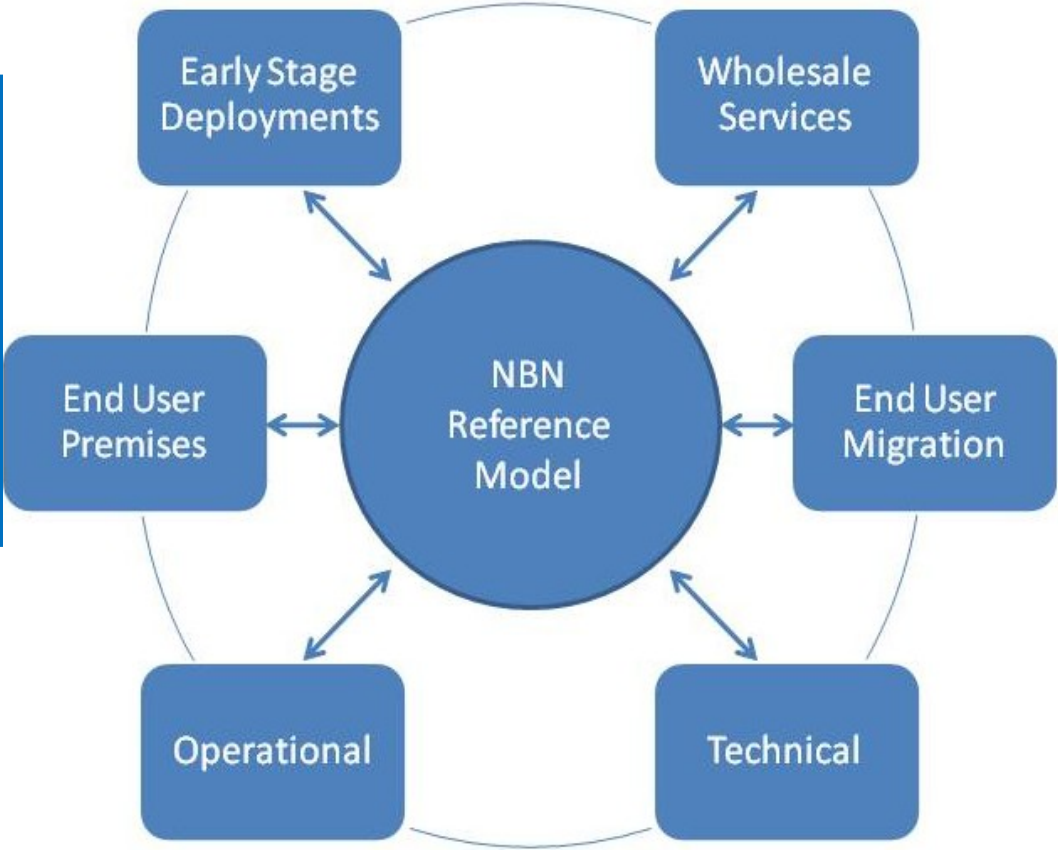 Early Stage
Deployments
Wholesale
Services
End User
Premises
NBN
Reference
Model
End User
Migration
Operational
Technical